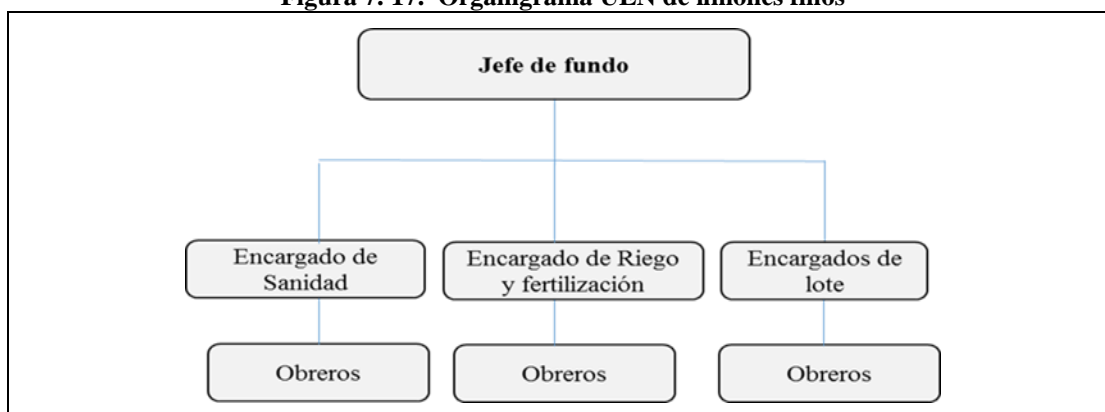 Figura 7. 17. Organigrama UEN de limones finos
Jefe de fundo
Encargado de
Sanidad
Encargado de Riego
y fertilización
Encargados de
lote
Obreros
Obreros
Obreros